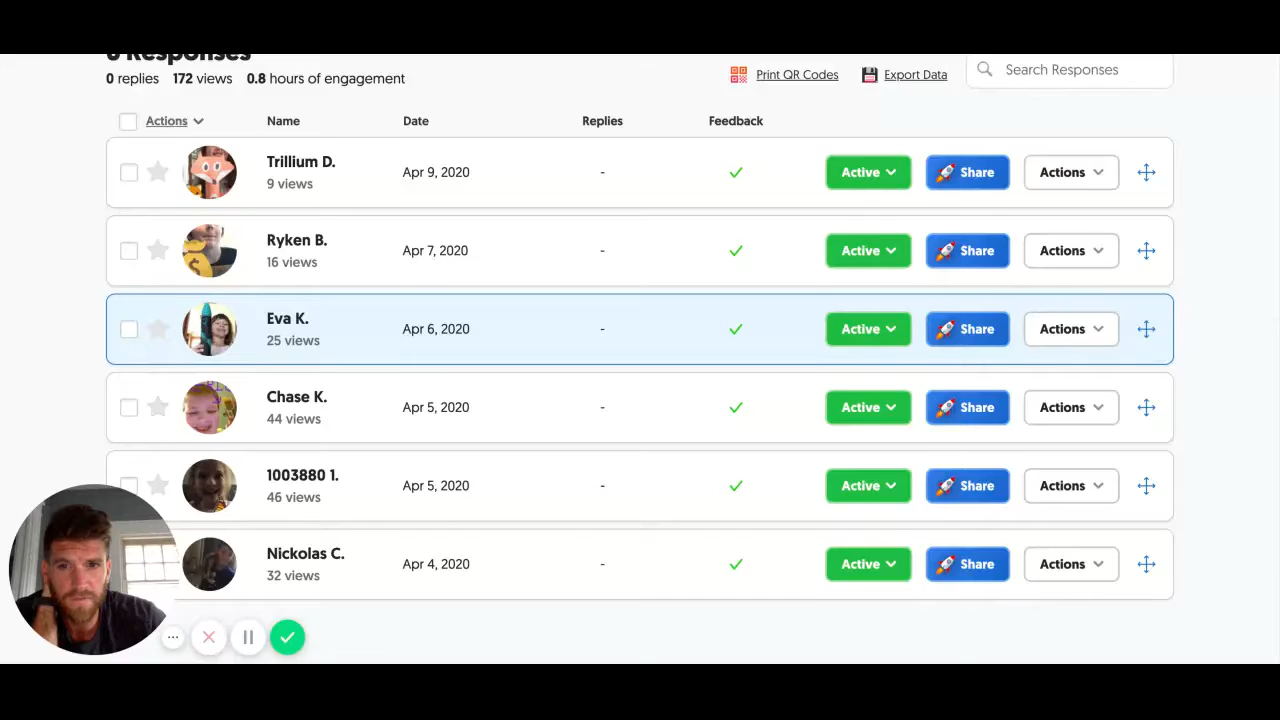 6 Responses
0 replies 172 views 0.8 hours of engagement
Print QR Codes Export Data Search Responses
Actions Name Date Replies Feedback
Trillium D.
9 views
Apr 9, 2020 - Active Share Actions
Ryken B.
16 views
Apr 7, 2020 - Active Share Actions
Eva K.
25 views
Apr 6, 2020 - Active Share Actions
Chase K.
44 views
Apr 5, 2020 - Active Share Actions
1003880 1.
46 views
Apr 5, 2020 - Active Share Actions
Nickolas C.
32 views
Apr 4, 2020 - Active Share Actions